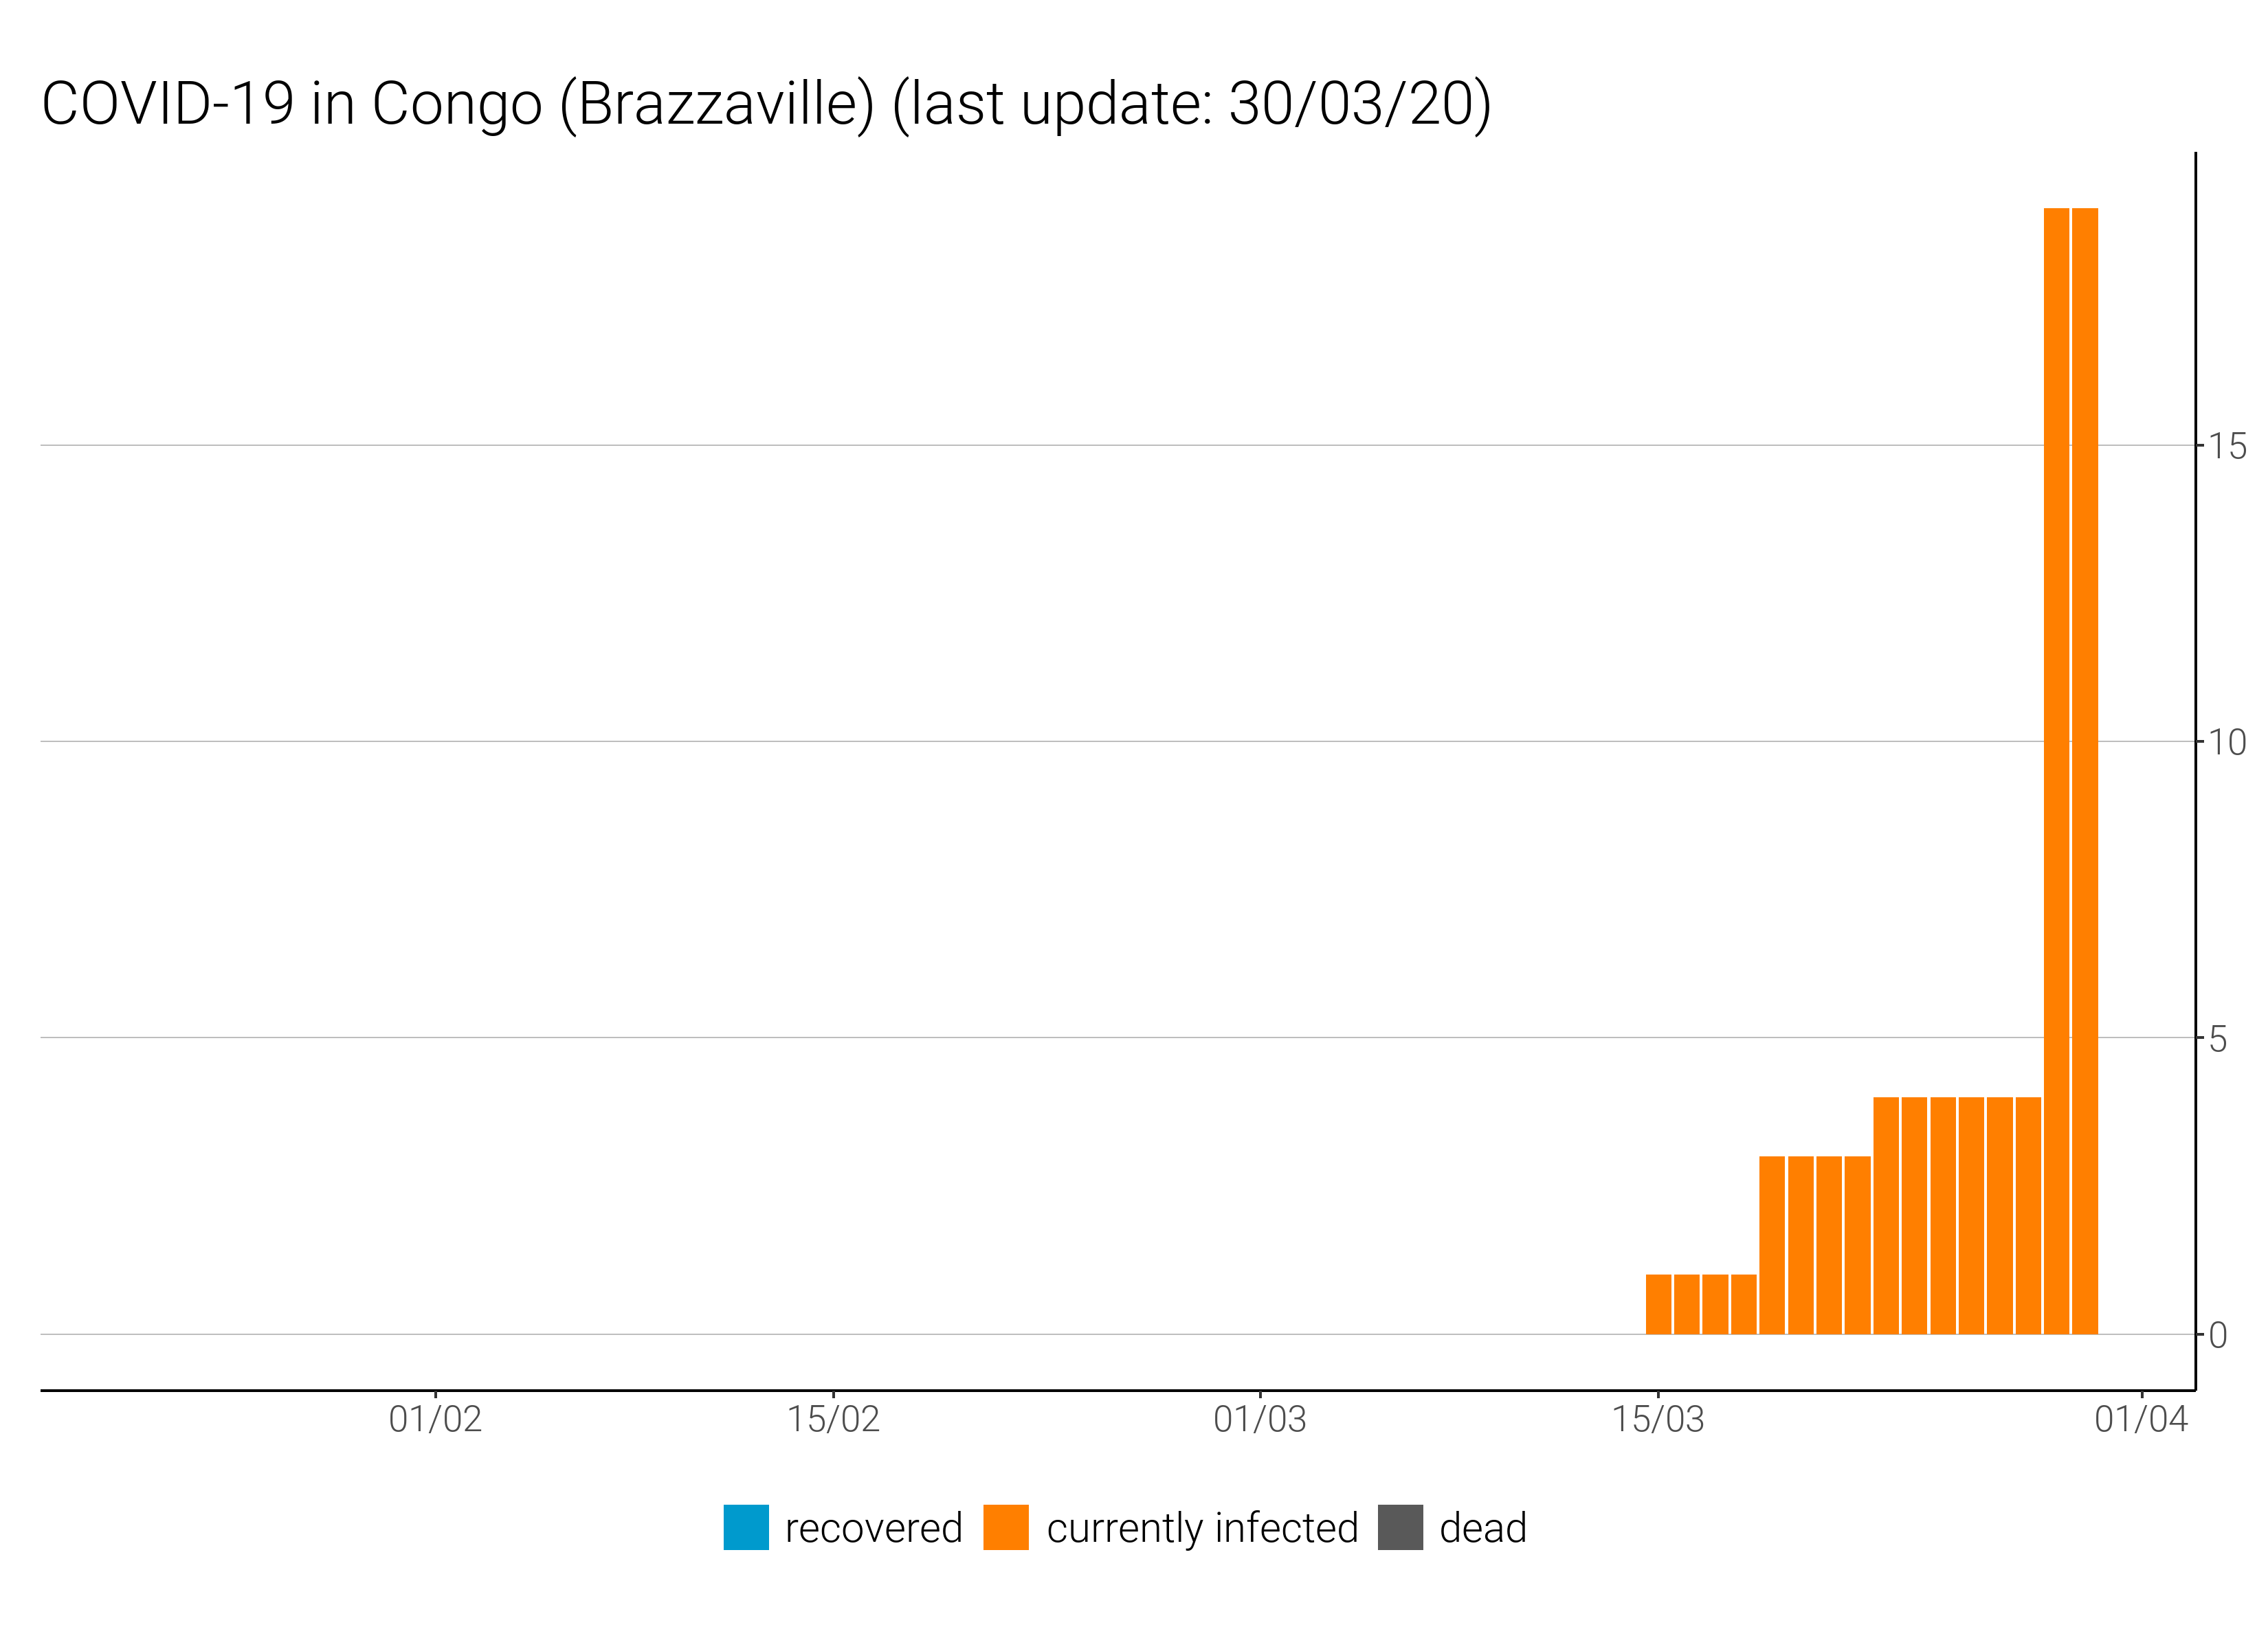 COVID-19 in Congo (Brazzaville) (last update: 30/03/20)
15
10
5
0
01/02 15/02 01/03 15/03 01/04
recovered currently infected dead